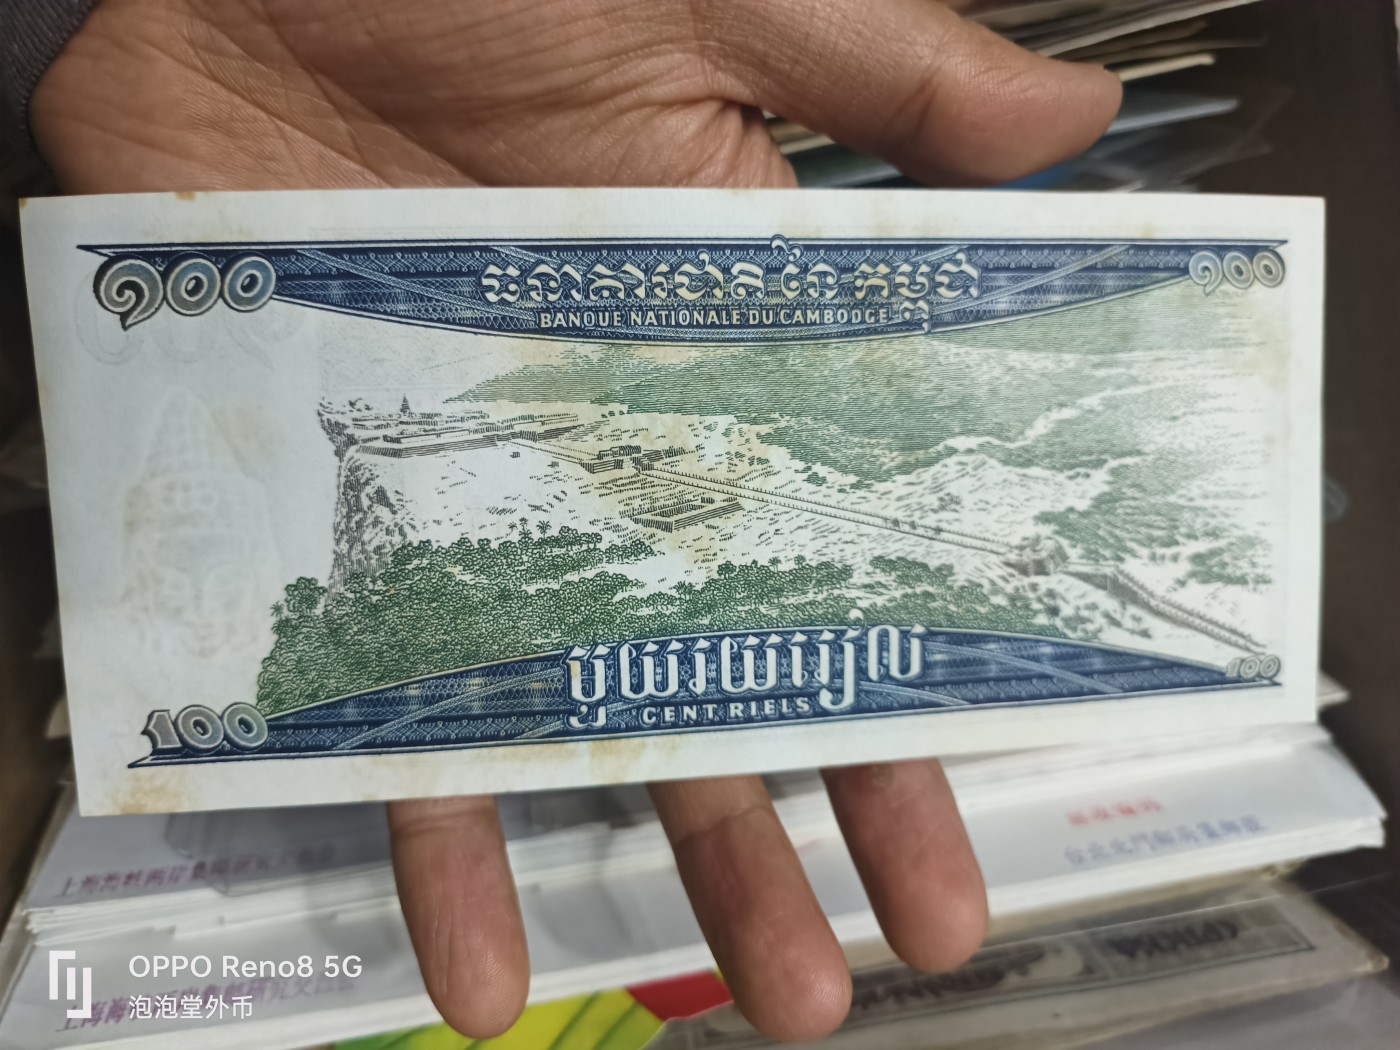 ១០០
ធនាគារជាតិ នៃ កម្ពុជា
១០០
BANQUE NATIONALE DU CAMBODGE
មួយរយរៀល
CENT RIELS
100
100
OPPO Reno8 5G
泡泡堂外币